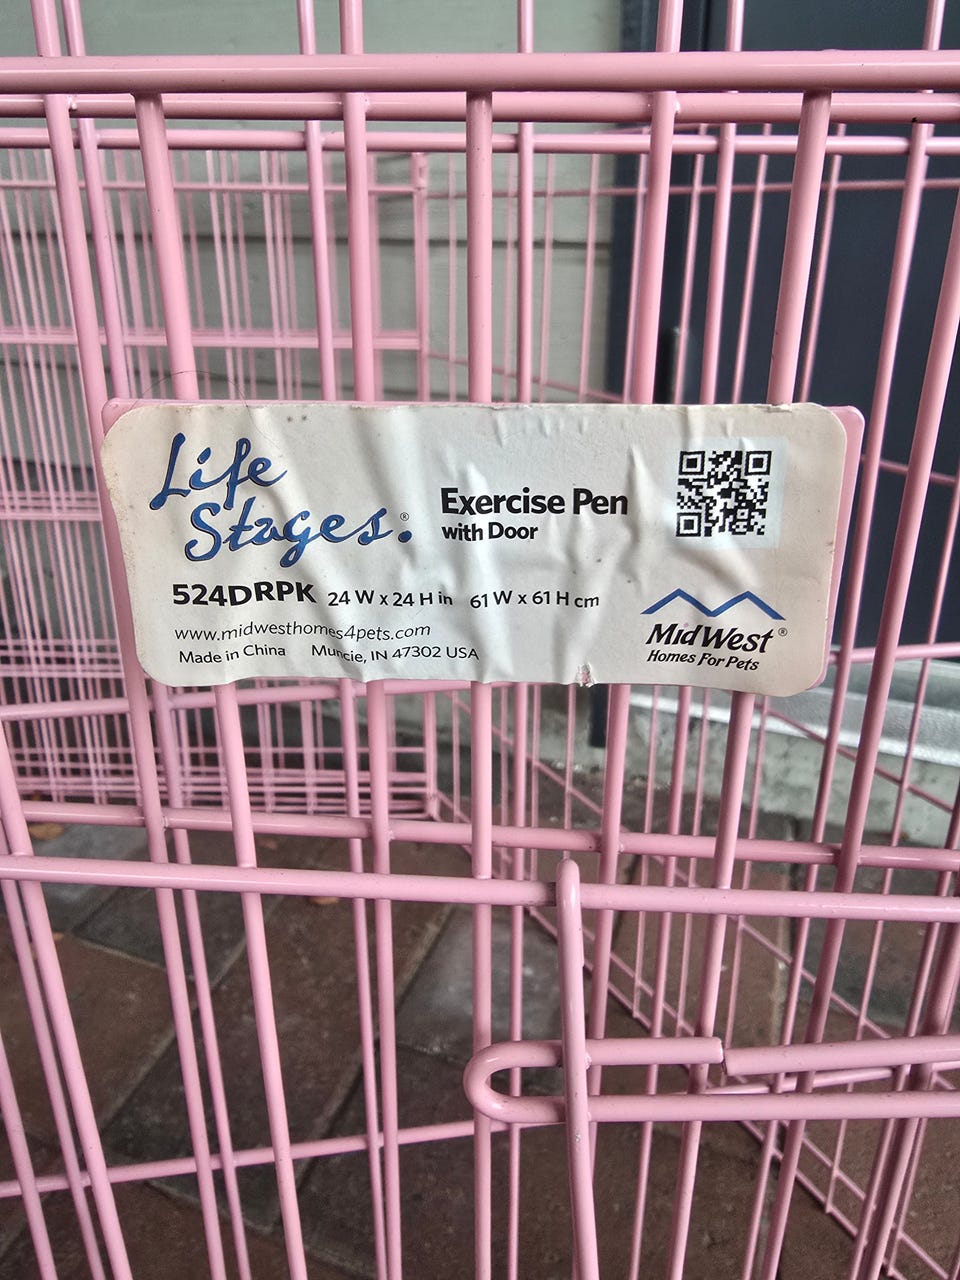 Life
Stages®
Exercise Pen
with Door
524DRPK 24 W x 24 H in 61 W x 61 H cm
www.midwesthomes4pets.com
Made in China Muncie, IN 47302 USA
MidWest®
Homes For Pets